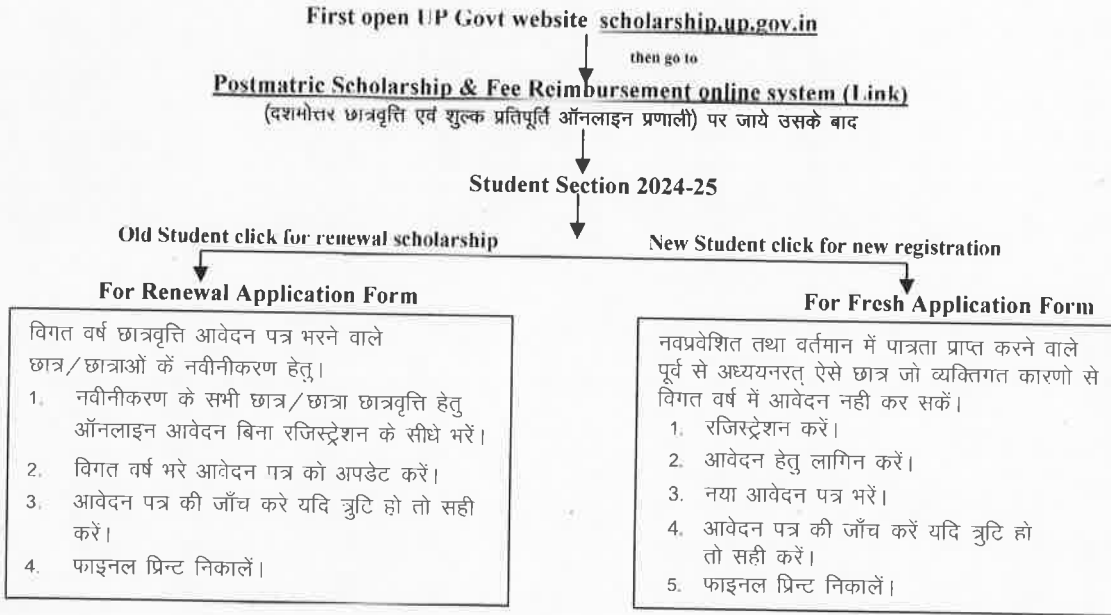 First open UP Govt website scholarship.up.gov.in
then go to
Postmatric Scholarship & Fee Reimbursement online system (Link)
(दशमोत्तर छात्रवृत्ति एवं शुल्क प्रतिपूर्ति ऑनलाइन प्रणाली) पर जाये उसके बाद
Student Section 2024-25
Old Student click for renewal scholarship
New Student click for new registration
For Renewal Application Form
विगत वर्ष छात्रवृत्ति आवेदन पत्र भरने वाले
छात्र/छात्राओं कें नवीनीकरण हेतु।
1. नवीनीकरण के सभी छात्र/छात्रा छात्रवृत्ति हेतु
ऑनलाइन आवेदन बिना रजिस्ट्रेशन के सीधे भरें।
2. विगत वर्ष भरे आवेदन पत्र को अपडेट करें।
3. आवेदन पत्र की जाँच करे यदि त्रुटि हो तो सही
करें।
4. फाइनल प्रिन्ट निकालें।
For Fresh Application Form
नवप्रवेशित तथा वर्तमान में पात्रता प्राप्त करने वाले
पूर्व से अध्ययनरत् ऐसे छात्र जो व्यक्तिगत कारणो से
विगत वर्ष में आवेदन नही कर सकें।
1. रजिस्ट्रेशन करें।
2. आवेदन हेतु लागिन करें।
3. नया आवेदन पत्र भरें।
4. आवेदन पत्र की जाँच करें यदि त्रुटि हो
तो सही करें।
5. फाइनल प्रिन्ट निकालें।